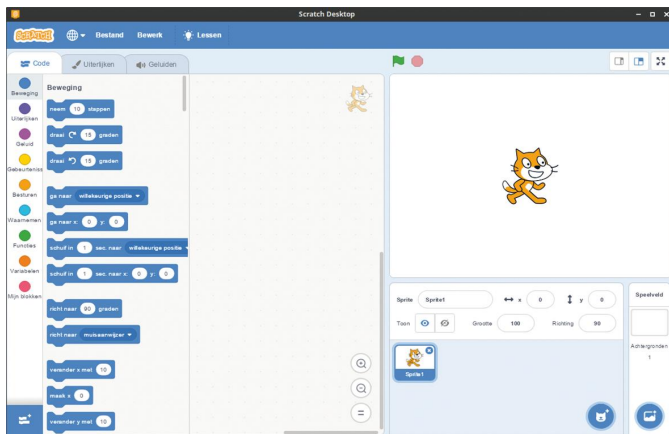 Scratch Desktop
SCRATCH Bestand Bewerk Lessen
Code Uiterlijken Geluiden
Beweging
Uiterlijken
Geluid
Gebeurteniss
Besturen
Waarnemen
Functies
Variabelen
Mijn blokken
Beweging
neem 10 stappen
draai 15 graden
draai 15 graden
ga naar willekeurige positie
ga naar x: 0 y: 0
schuif in 1 sec. naar willekeurige positie
schuif in 1 sec. naar x: 0 y: 0
richt naar 90 graden
richt naar muisaanwijzer
verander x met 10
maak x 0
verander y met 10
Sprite Sprite1 x 0 y 0
Toon Grootte 100 Richting 90
Sprite1
Speelveld
Achtergronden
1